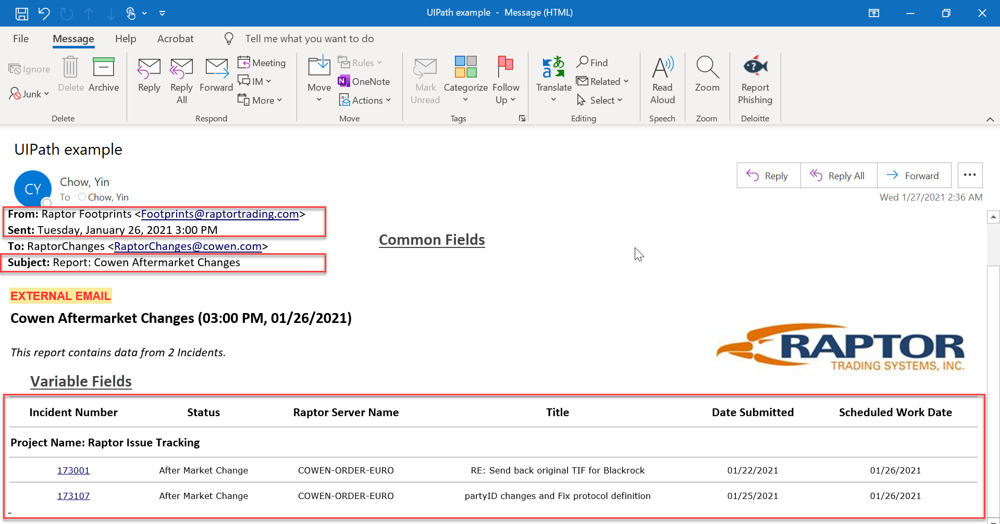 UIPath example - Message (HTML)
File Message Help Acrobat Tell me what you want to do
Ignore
Junk
Delete
Archive
Delete
Reply
Reply All
Forward
Meeting
IM
More
Respond
Move
Rules
OneNote
Actions
Move
Mark Unread
Categorize
Follow Up
Tags
Translate
Find
Related
Select
Editing
Read Aloud
Speech
Zoom
Zoom
Report Phishing
Deloitte
UIPath example
CY
Chow, Yin
To Chow, Yin
Reply Reply All Forward
Wed 1/27/2021 2:36 AM
From: Raptor Footprints <Footprints@raptortrading.com>
Sent: Tuesday, January 26, 2021 3:00 PM
To: RaptorChanges <RaptorChanges@cowen.com>
Subject: Report: Cowen Aftermarket Changes
Common Fields
EXTERNAL EMAIL
Cowen Aftermarket Changes (03:00 PM, 01/26/2021)
This report contains data from 2 Incidents.
RAPTOR
TRADING SYSTEMS, INC.
Variable Fields
Incident Number Status Raptor Server Name Title Date Submitted Scheduled Work Date
Project Name: Raptor Issue Tracking
173001 After Market Change COWEN-ORDER-EURO RE: Send back original TIF for Blackrock 01/22/2021 01/26/2021
173107 After Market Change COWEN-ORDER-EURO partyID changes and Fix protocol definition 01/25/2021 01/26/2021
-